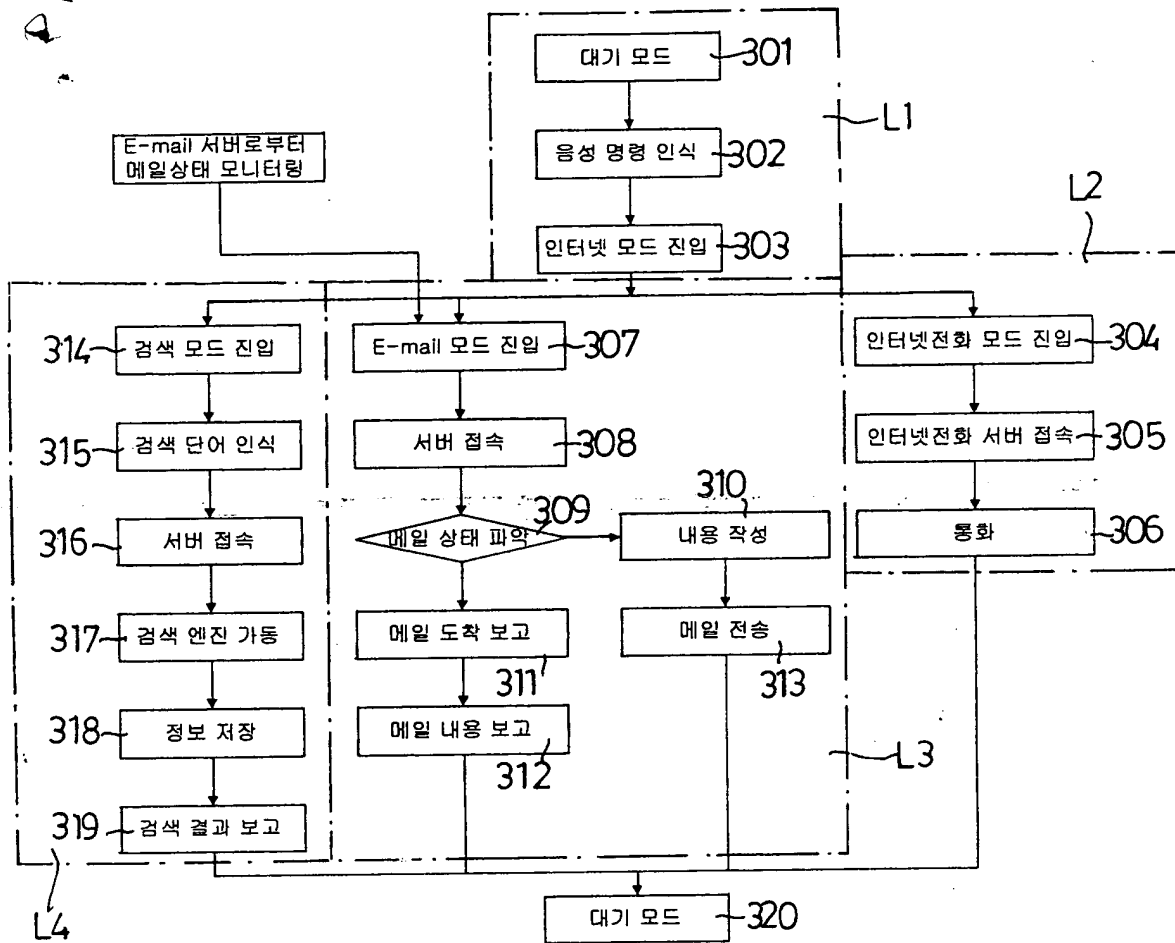 대기 모드 301
L1
음성 명령 인식 302
E-mail 서버로부터
메일상태 모니터링
인터넷 모드 진입 303
L2
314 검색 모드 진입
E-mail 모드 진입 307
인터넷전화 모드 진입 304
315 검색 단어 인식
서버 접속 308
인터넷전화 서버 접속 305
316 서버 접속
메일 상태 파악 309
310
내용 작성
통화 306
317 검색 엔진 가동
메일 도착 보고
311
메일 전송
313
318 정보 저장
메일 내용 보고
312
L3
319 검색 결과 보고
L4
대기 모드 320